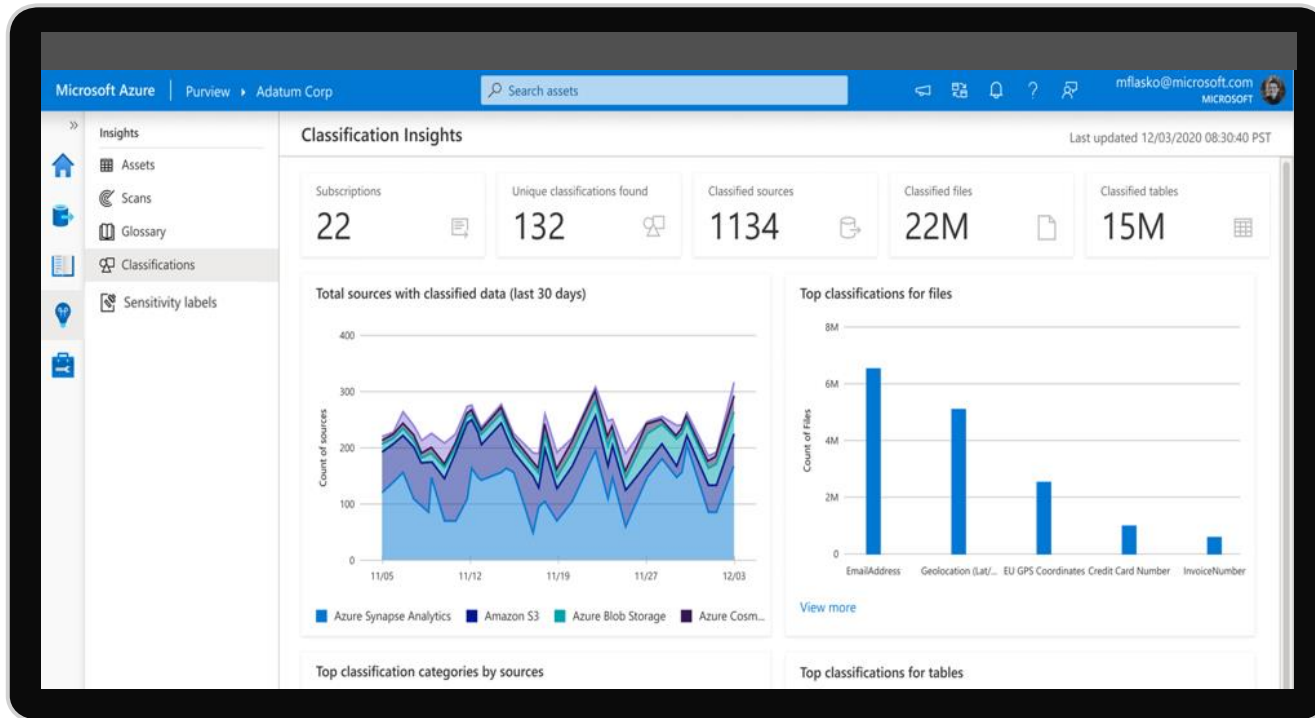 Microsoft Azure | Purview ▸ Adatum Corp
Search assets
mflasko@microsoft.com
MICROSOFT
Insights
Assets
Scans
Glossary
Classifications
Sensitivity labels
Classification Insights
Last updated 12/03/2020 08:30:40 PST
Subscriptions
22
Unique classifications found
132
Classified sources
1134
Classified files
22M
Classified tables
15M
Total sources with classified data (last 30 days)
Count of sources
400
300
200
100
0
11/05 11/12 11/19 11/27 12/03
Azure Synapse Analytics Amazon S3 Azure Blob Storage Azure Cosm...
Top classifications for files
Count of Files
8M
6M
4M
2M
0
EmailAddress Geolocation (Lat/... EU GPS Coordinates Credit Card Number InvoiceNumber
View more
Top classification categories by sources
Top classifications for tables